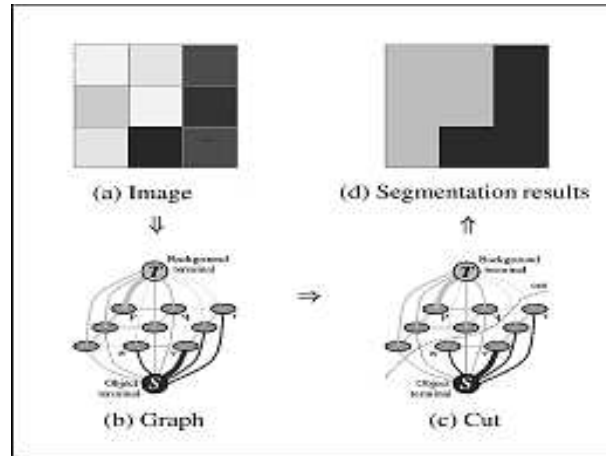 (a) Image
(d) Segmentation results
⇓
⇑
Background
terminal
T
Background
terminal
T
cut
⇒
p
q
r
p
q
r
w
v
w
v
Object
terminal
S
Object
terminal
S
(b) Graph
(c) Cut